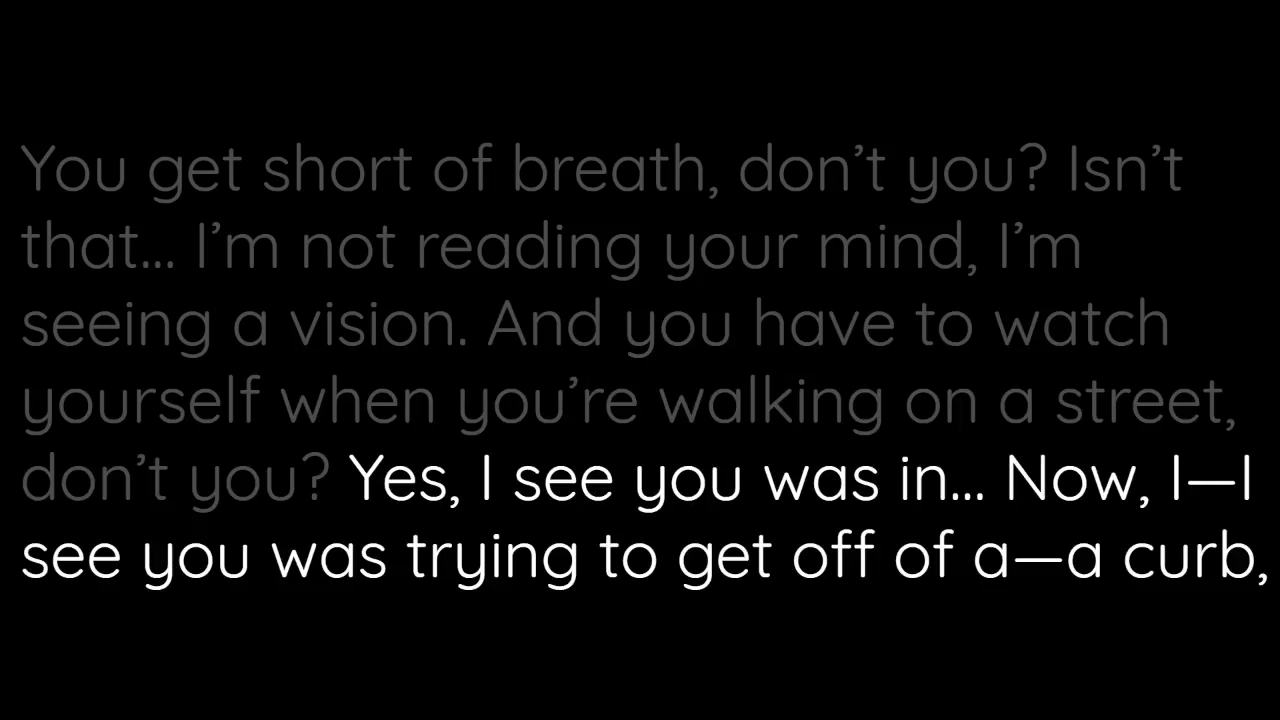 You get short of breath, don’t you? Isn’t
that... I’m not reading your mind, I’m
seeing a vision. And you have to watch
yourself when you’re walking on a street,
don’t you? Yes, I see you was in... Now, I—I
see you was trying to get off of a—a curb,